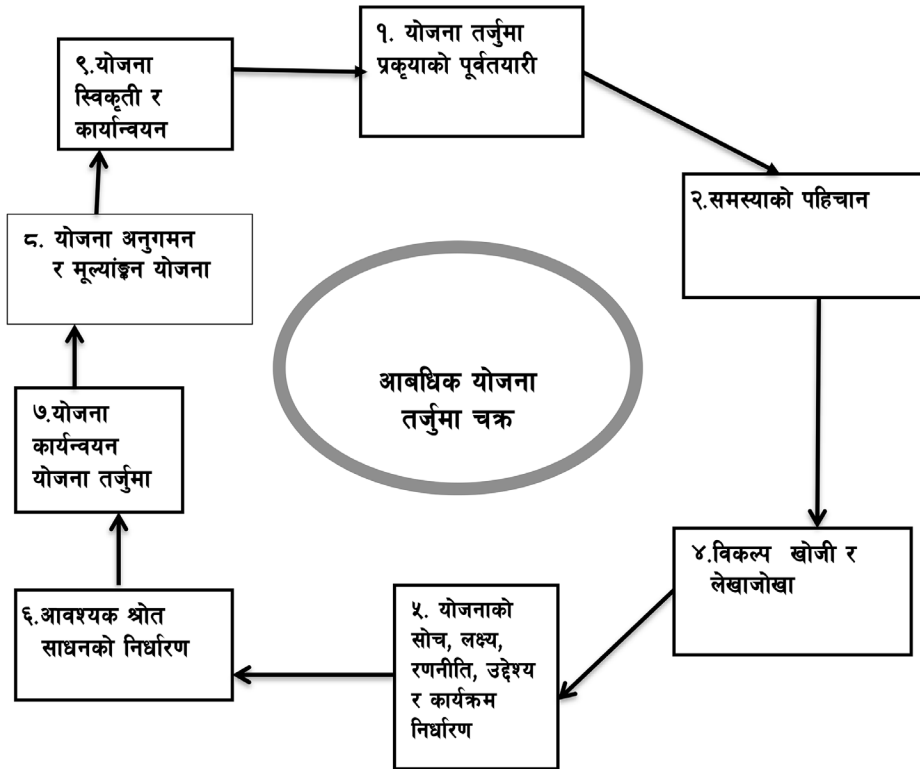 १. योजना तर्जुमा
प्रकृयाको पूर्वतयारी
२.समस्याको पहिचान
४.विकल्प खोजी र
लेखाजोखा
५. योजनाको
सोच, लक्ष्य,
रणनीति, उद्देश्य
र कार्यक्रम
निर्धारण
६.आवश्यक श्रोत
साधनको निर्धारण
७.योजना
कार्यन्वयन
योजना तर्जुमा
८. योजना अनुगमन
र मूल्यांङ्कन योजना
९.योजना
स्विकृती र
कार्यान्वयन
आबधिक योजना
तर्जुमा चक्र